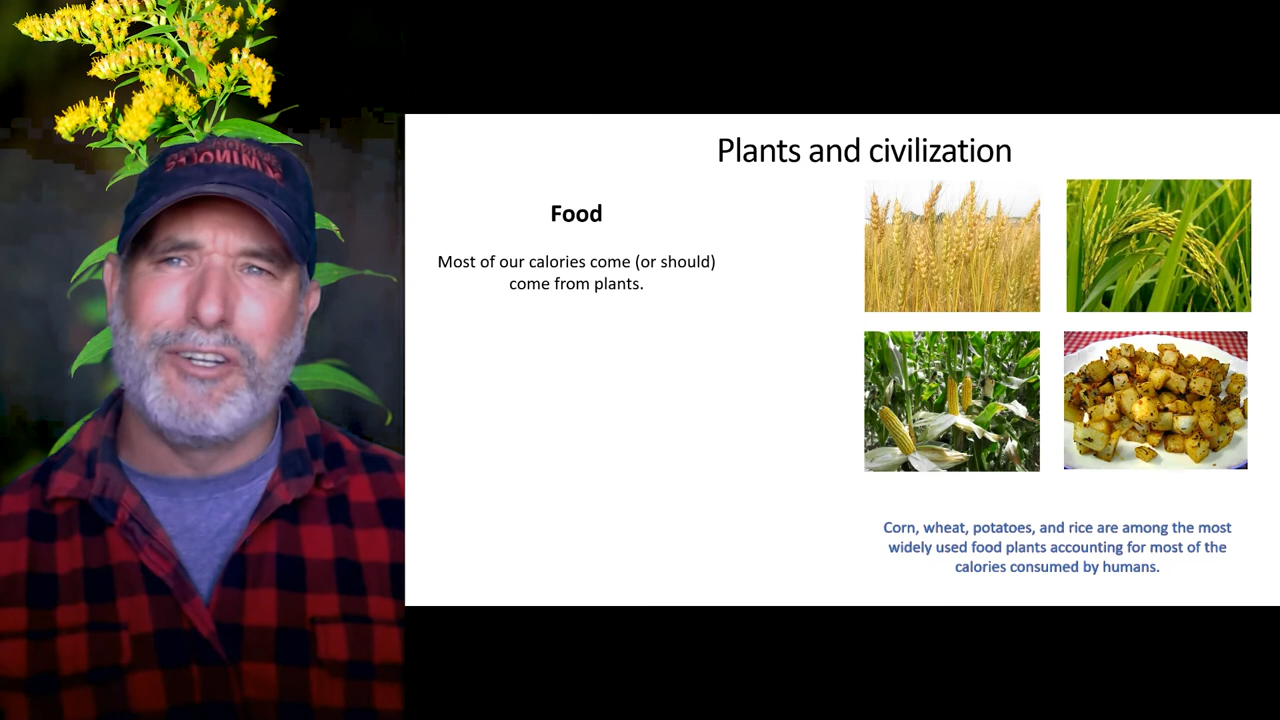 Plants and civilization
Food
Most of our calories come (or should)
come from plants.
Corn, wheat, potatoes, and rice are among the most
widely used food plants accounting for most of the
calories consumed by humans.